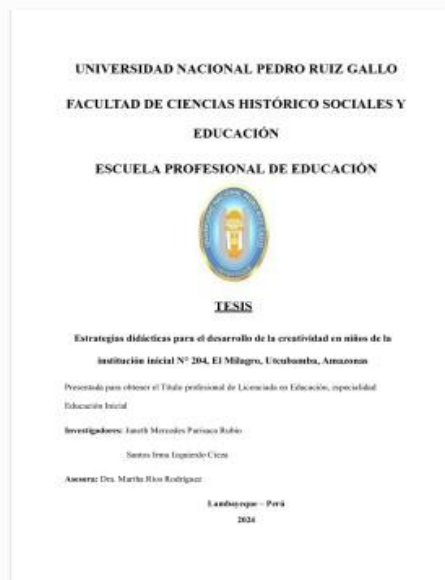 UNIVERSIDAD NACIONAL PEDRO RUIZ GALLO
FACULTAD DE CIENCIAS HISTÓRICO SOCIALES Y
EDUCACIÓN
ESCUELA PROFESIONAL DE EDUCACIÓN
TESIS
Estrategias didácticas para el desarrollo de la creatividad en niños de la
institución inicial N° 204, El Milagro, Utcubamba, Amazonas
Presentada para obtener el Título profesional de Licenciada en Educación, especialidad
Educación Inicial
Investigadores: Janeth Mercedes Purisaca Rubio
Santos Irma Izquierdo Cieza
Asesora: Dra. Martha Ríos Rodríguez
Lambayeque – Perú
2024